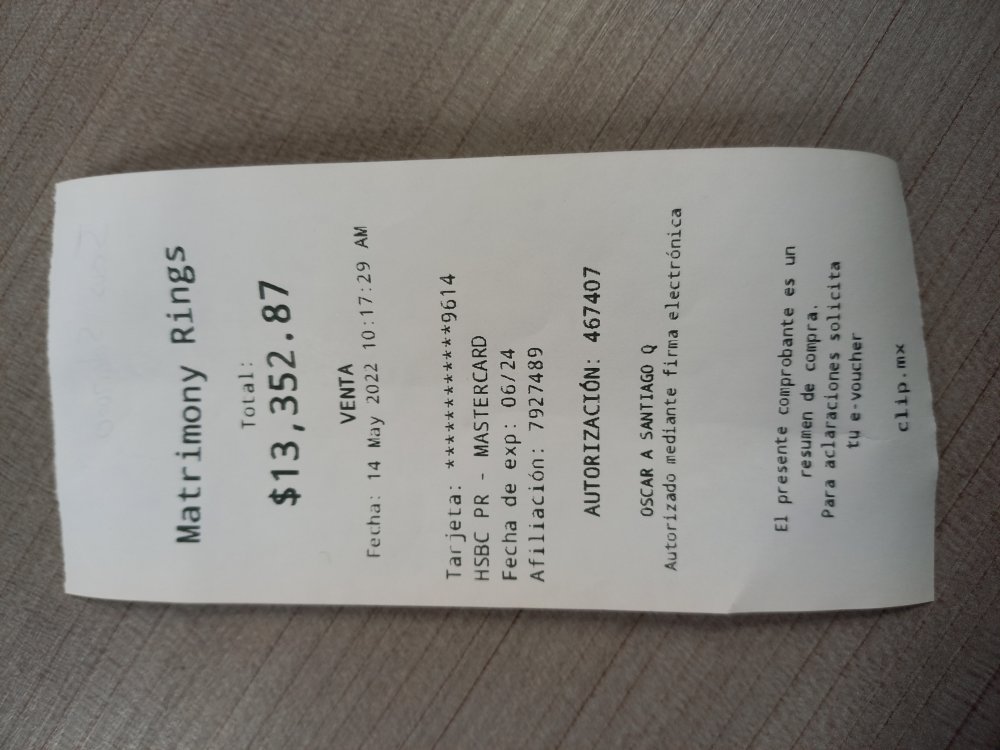 Matrimony Rings
Total:
$13,352.87
VENTA
Fecha: 14 May 2022 10:17:29 AM
Tarjeta: ************9614
HSBC PR - MASTERCARD
Fecha de exp: 06/24
Afiliación: 7927489
AUTORIZACIÓN: 467407
OSCAR A SANTIAGO Q
Autorizado mediante firma electrónica
El presente comprobante es un
resumen de compra.
Para aclaraciones solicita
tu e-voucher
clip.mx